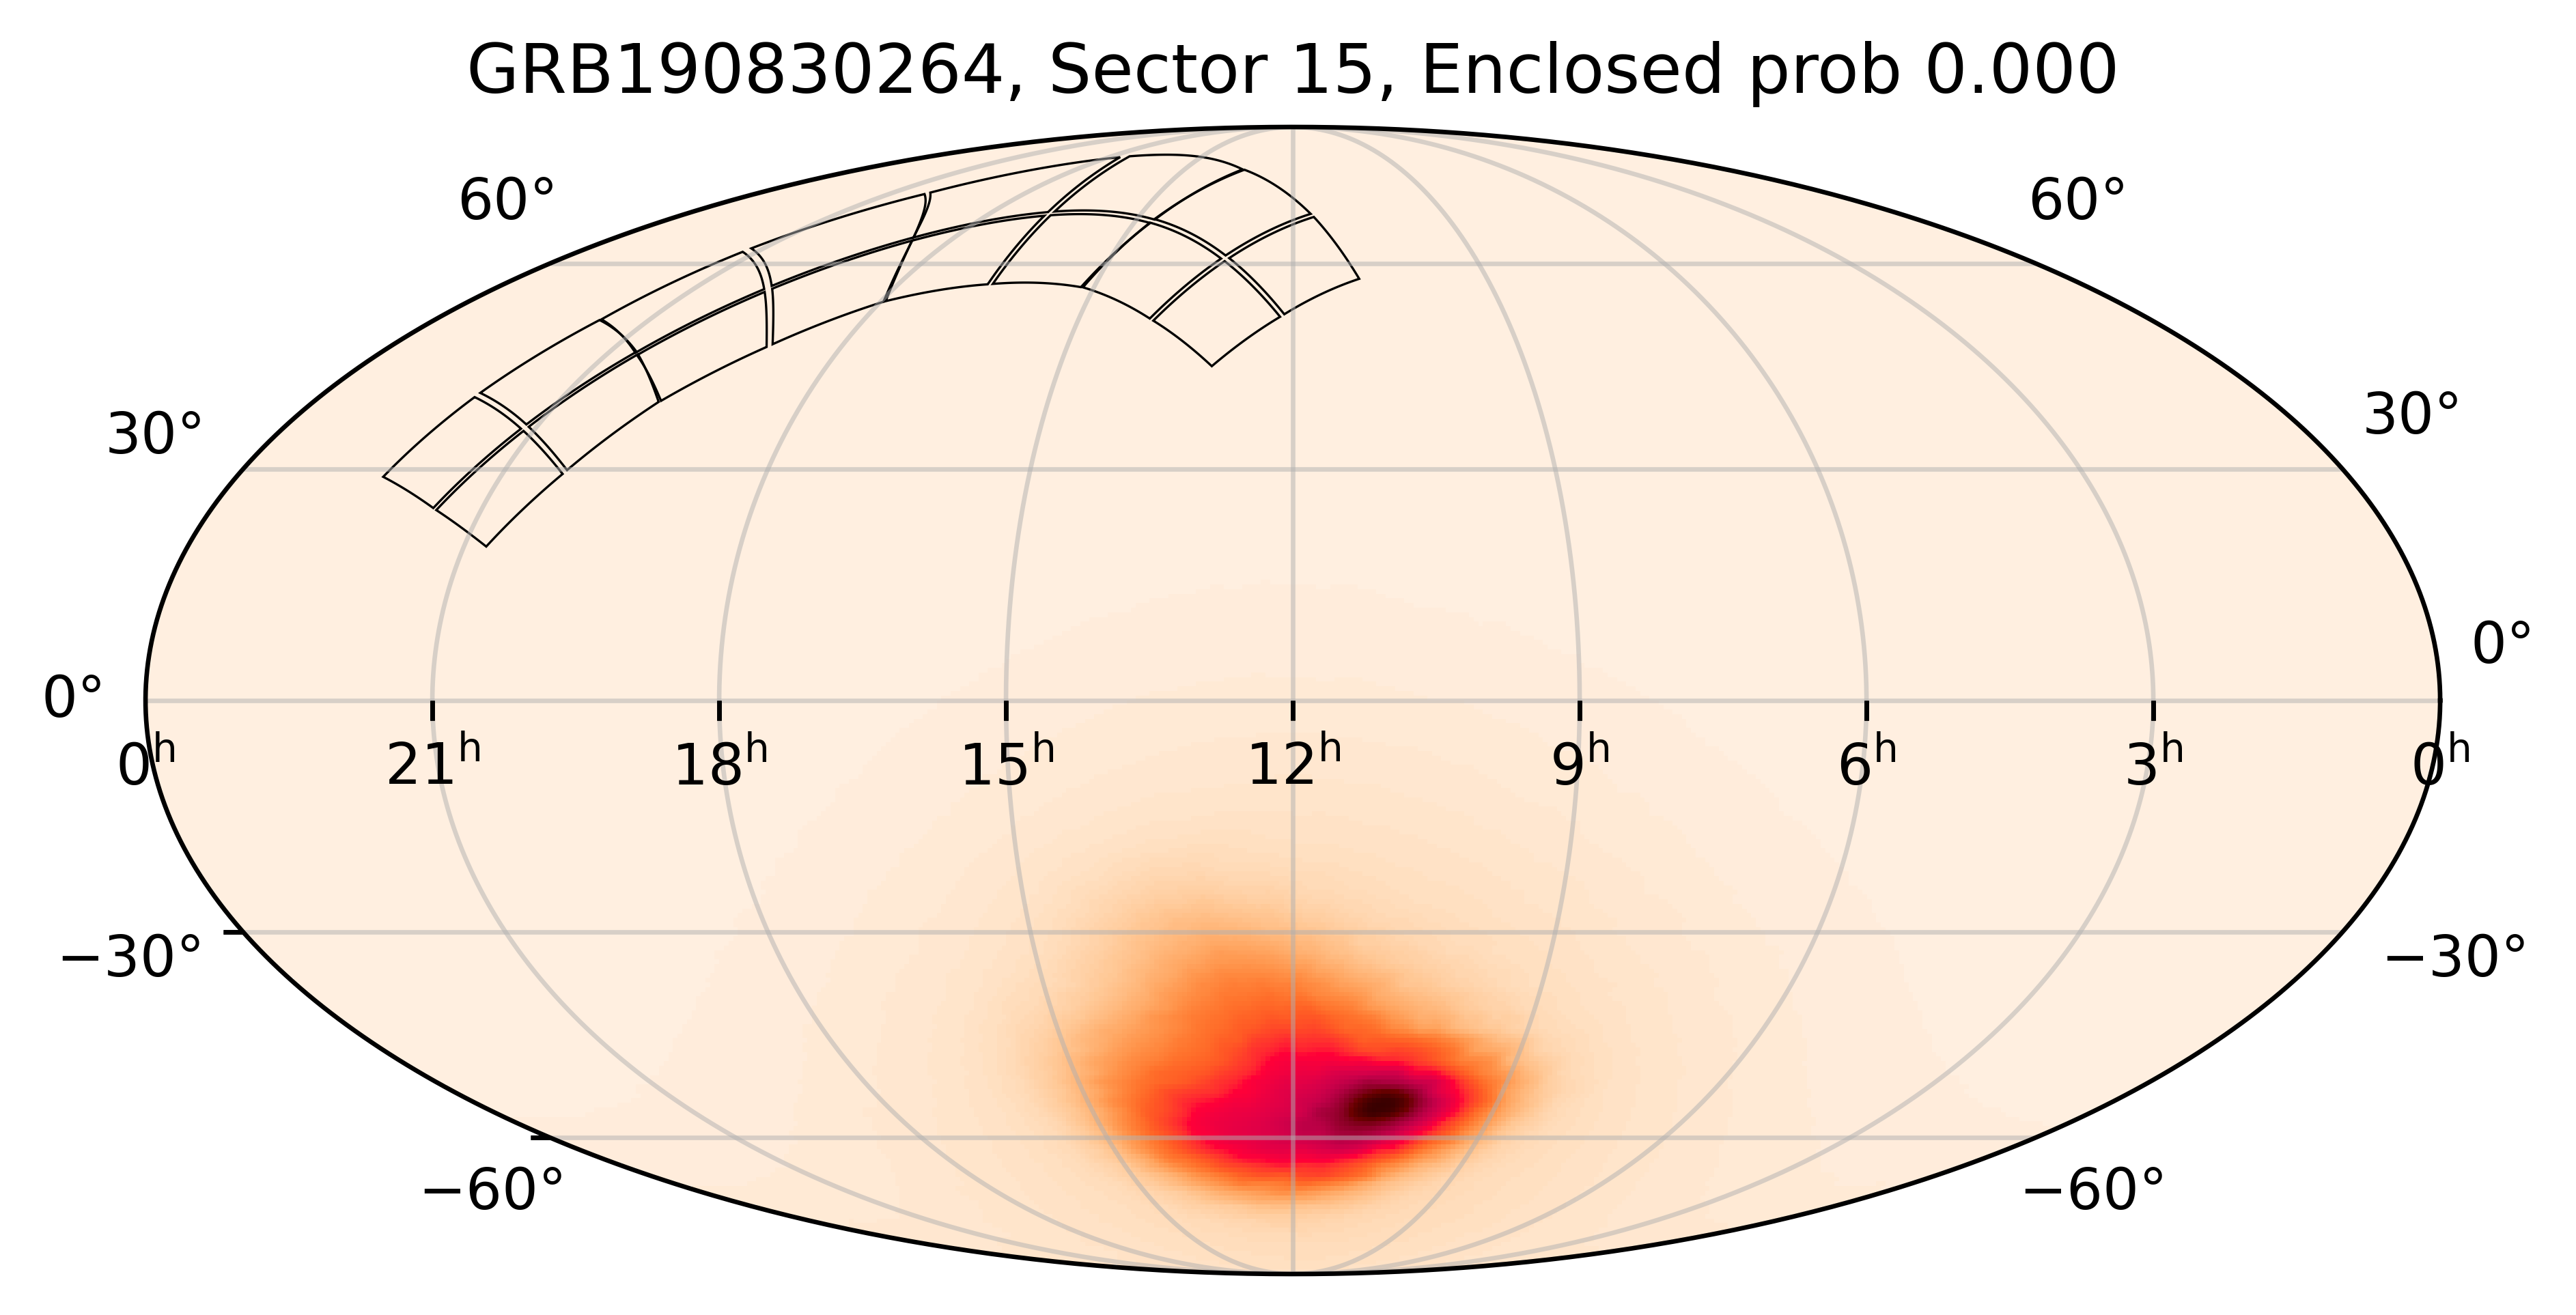 GRB190830264, Sector 15, Enclosed prob 0.000
60° 60°
30° 30°
0° 0°
0ʰ 21ʰ 18ʰ 15ʰ 12ʰ 9ʰ 6ʰ 3ʰ 0ʰ
−30° −30°
−60° −60°